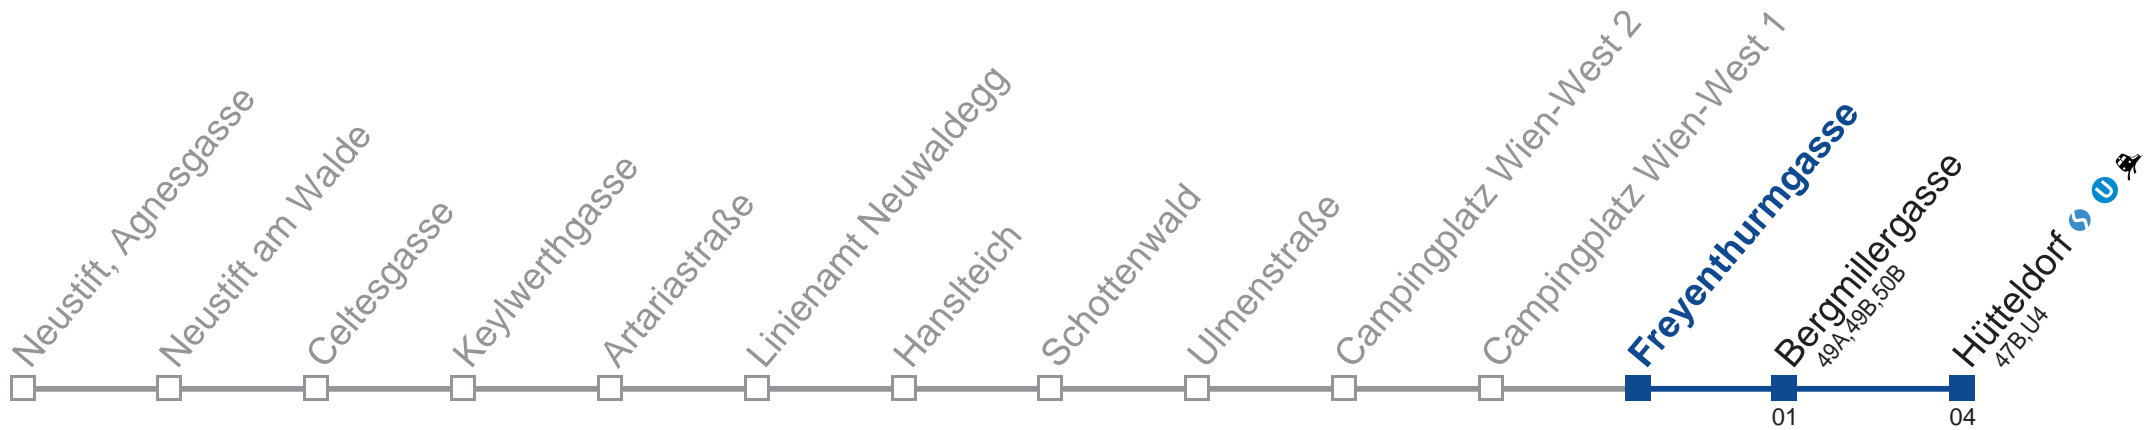 Neustift, Agnesgasse
Neustift am Walde
Celtesgasse
Keylwerthgasse
Artariastraße
Linienamt Neuwaldegg
Hanslteich
Schottenwald
Ulmenstraße
Campingplatz Wien-West 2
Campingplatz Wien-West 1
Freyenthurmgasse
Bergmillergasse
49A,49B,50B
Hütteldorf S U
47B,U4
01
04